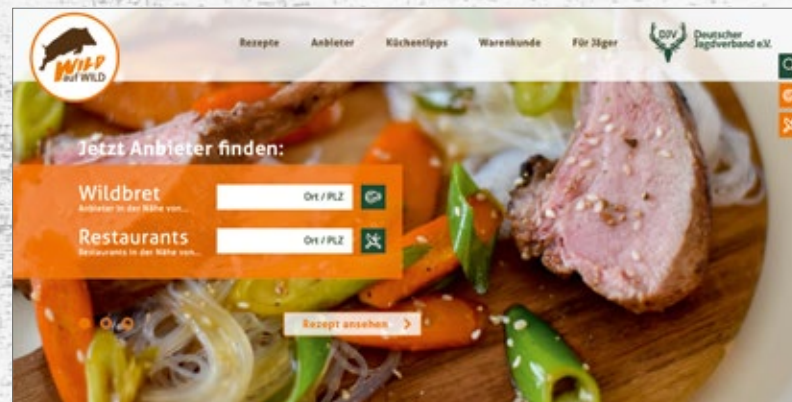 WILD
auf WILD
Rezepte Anbieter Küchentipps Warenkunde Für Jäger
DJV
Deutscher
Jagdverband e.V.
Jetzt Anbieter finden:
Wildbret
Anbieter in der Nähe von...
Ort / PLZ
Restaurants
Restaurants in der Nähe von...
Ort / PLZ
Rezept ansehen